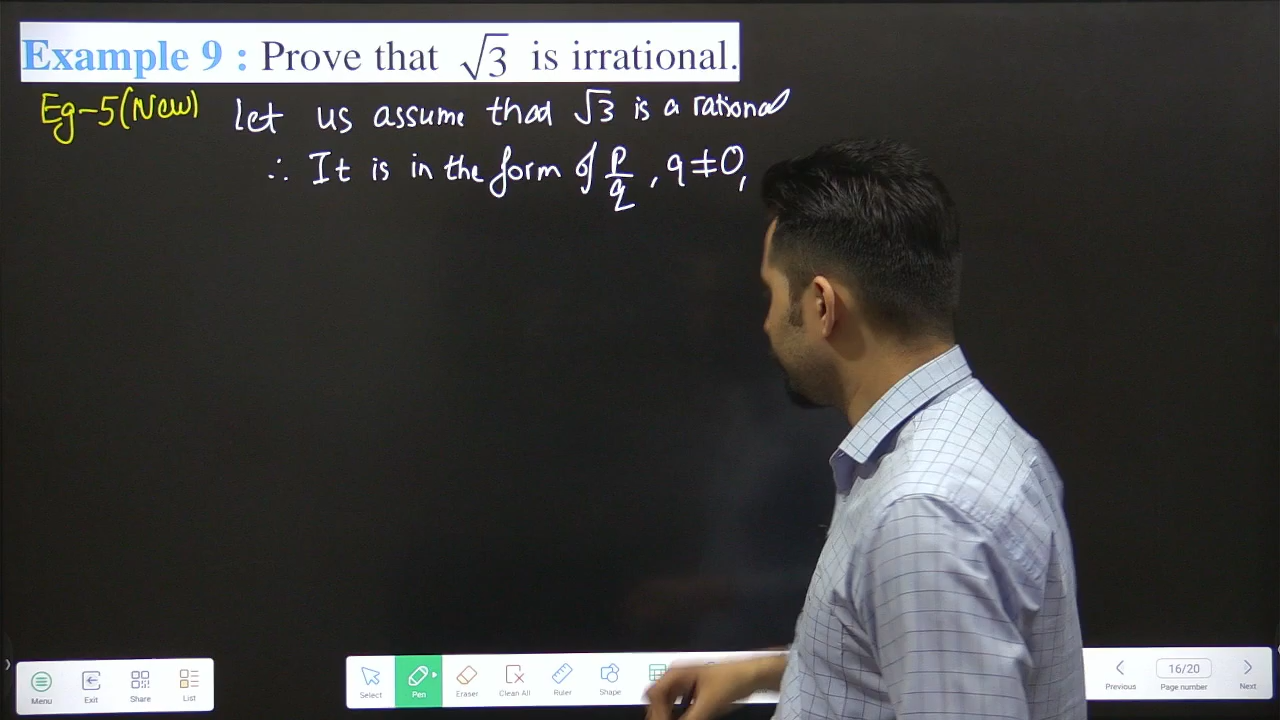 Example 9 : Prove that √3 is irrational.
Eg-5(New) Let us assume that √3 is a rational
∴ It is in the form of p/q, q≠0,
Menu Exit Share List Select Pen Eraser Clean All Ruler Shape Previous 16/20 Page number Next